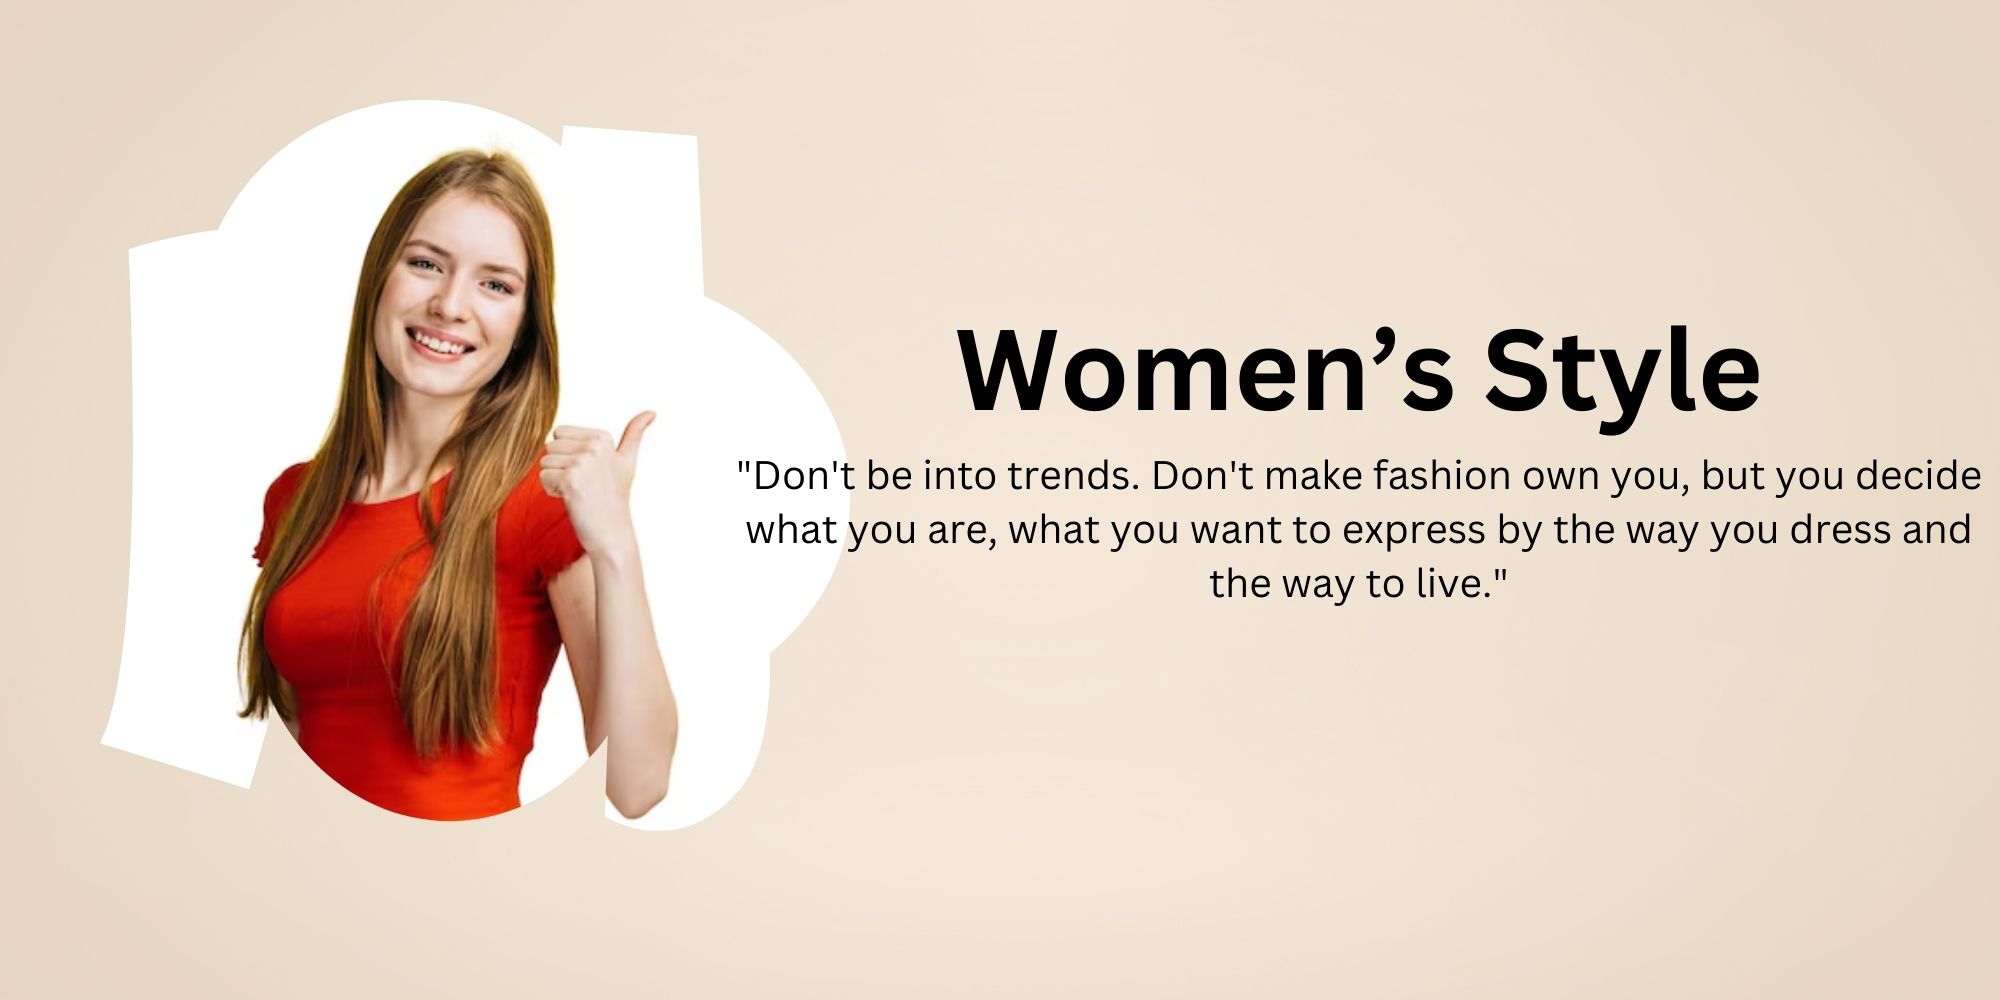 Women’s Style
"Don't be into trends. Don't make fashion own you, but you decide
what you are, what you want to express by the way you dress and
the way to live."